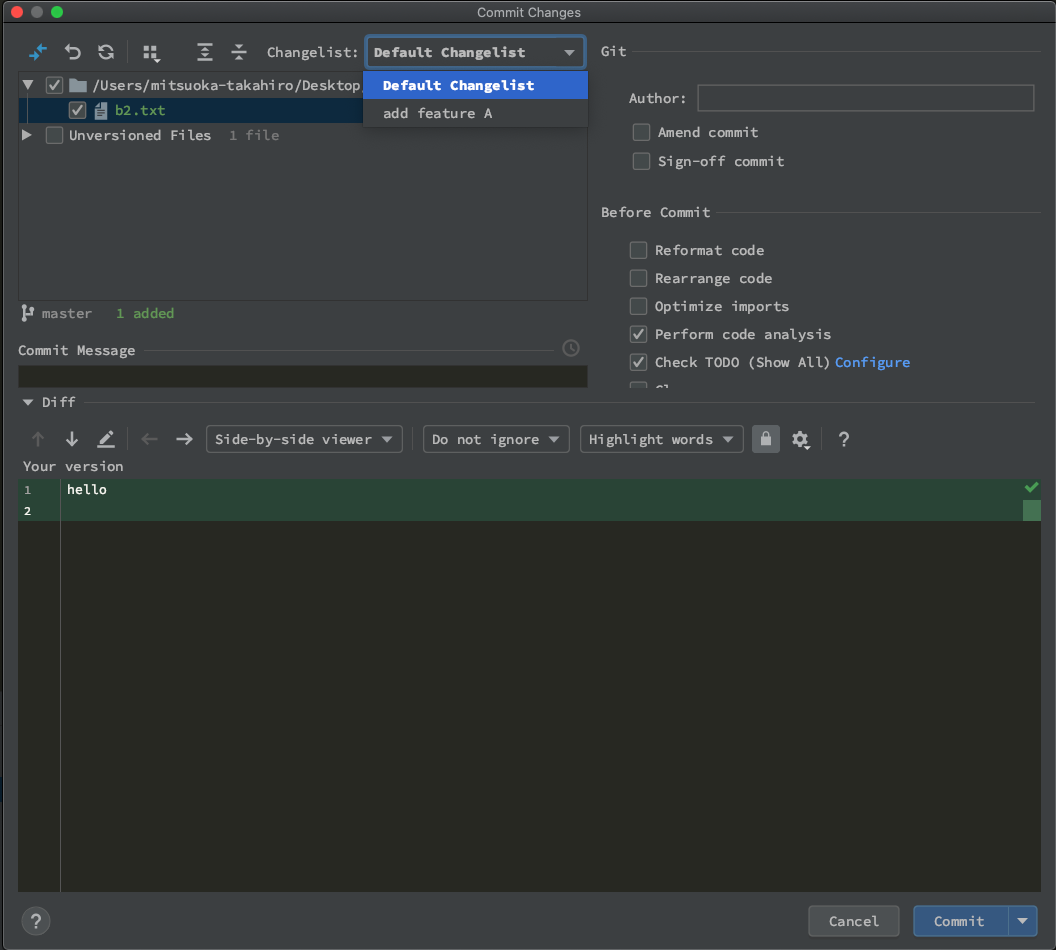 Commit Changes
Changelist: Default Changelist
Default Changelist
add feature A
/Users/mitsuoka-takahiro/Desktop
b2.txt
Unversioned Files 1 file
master 1 added
Commit Message
Git
Author:
Amend commit
Sign-off commit
Before Commit
Reformat code
Rearrange code
Optimize imports
Perform code analysis
Check TODO (Show All) Configure
Diff
Side-by-side viewer Do not ignore Highlight words ?
Your version
1 hello
2
? Cancel Commit